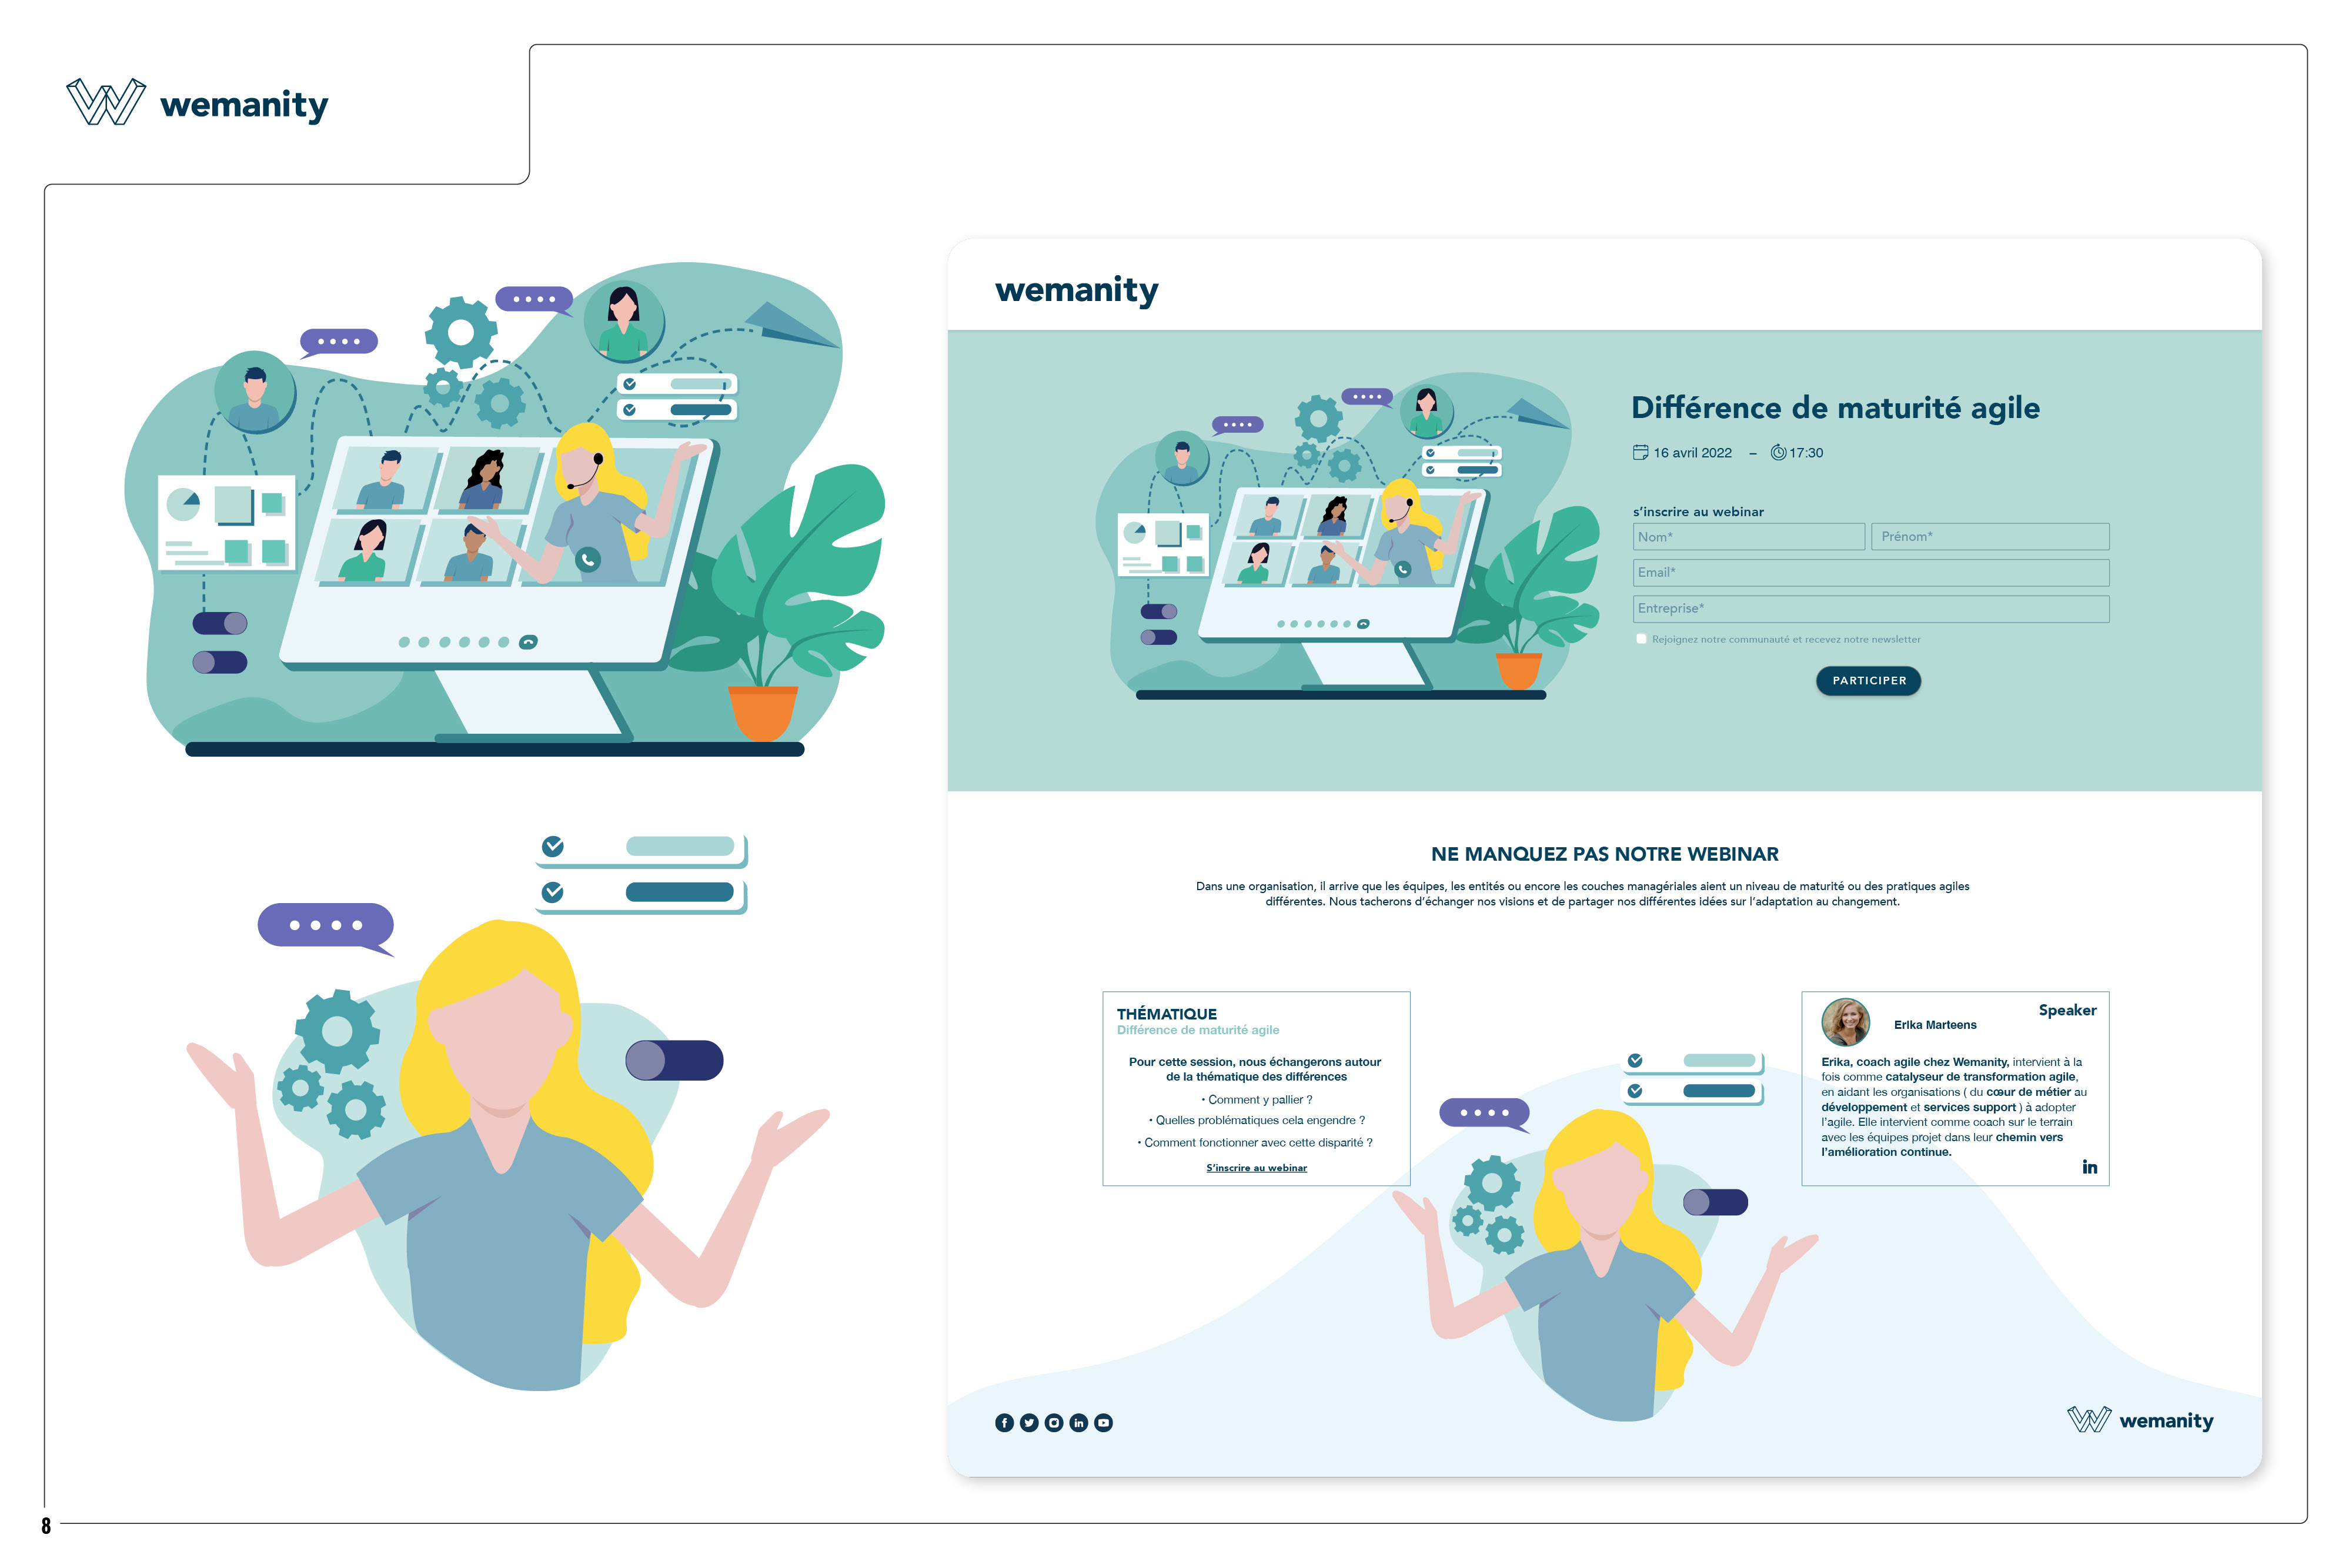 wemanity
wemanity
Différence de maturité agile
16 avril 2022 – 17:30
s'inscrire au webinar
Nom* Prénom*
Email*
Entreprise*
Rejoignez notre communauté et recevez notre newsletter
PARTICIPER
NE MANQUEZ PAS NOTRE WEBINAR
Dans une organisation, il arrive que les équipes, les entités ou encore les couches managériales aient un niveau de maturité ou des pratiques agiles
différentes. Nous tacherons d'échanger nos visions et de partager nos différentes idées sur l'adaptation au changement.
THÉMATIQUE
Différence de maturité agile
Pour cette session, nous échangerons autour
de la thématique des différences
• Comment y pallier ?
• Quelles problématiques cela engendre ?
• Comment fonctionner avec cette disparité ?
S'inscrire au webinar
Speaker
Erika Marteens
Erika, coach agile chez Wemanity, intervient à la
fois comme catalyseur de transformation agile,
en aidant les organisations ( du cœur de métier au
développement et services support ) à adopter
l'agile. Elle intervient comme coach sur le terrain
avec les équipes projet dans leur chemin vers
l'amélioration continue.
in
wemanity
8